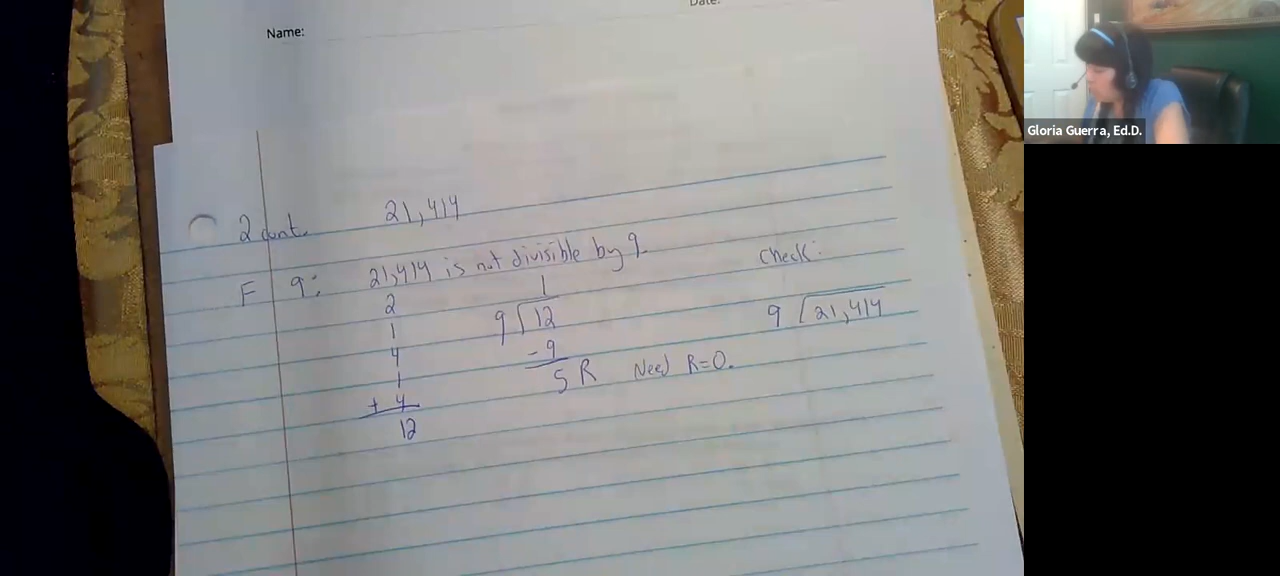 Date:
Name:
Gloria Guerra, Ed.D.
2 cont. 21,414
F 9: 21,414 is not divisible by 9
Check:
2
1
4
1
+ 4
12
1
9 12
- 9
5 R Need R=0.
9 21,414